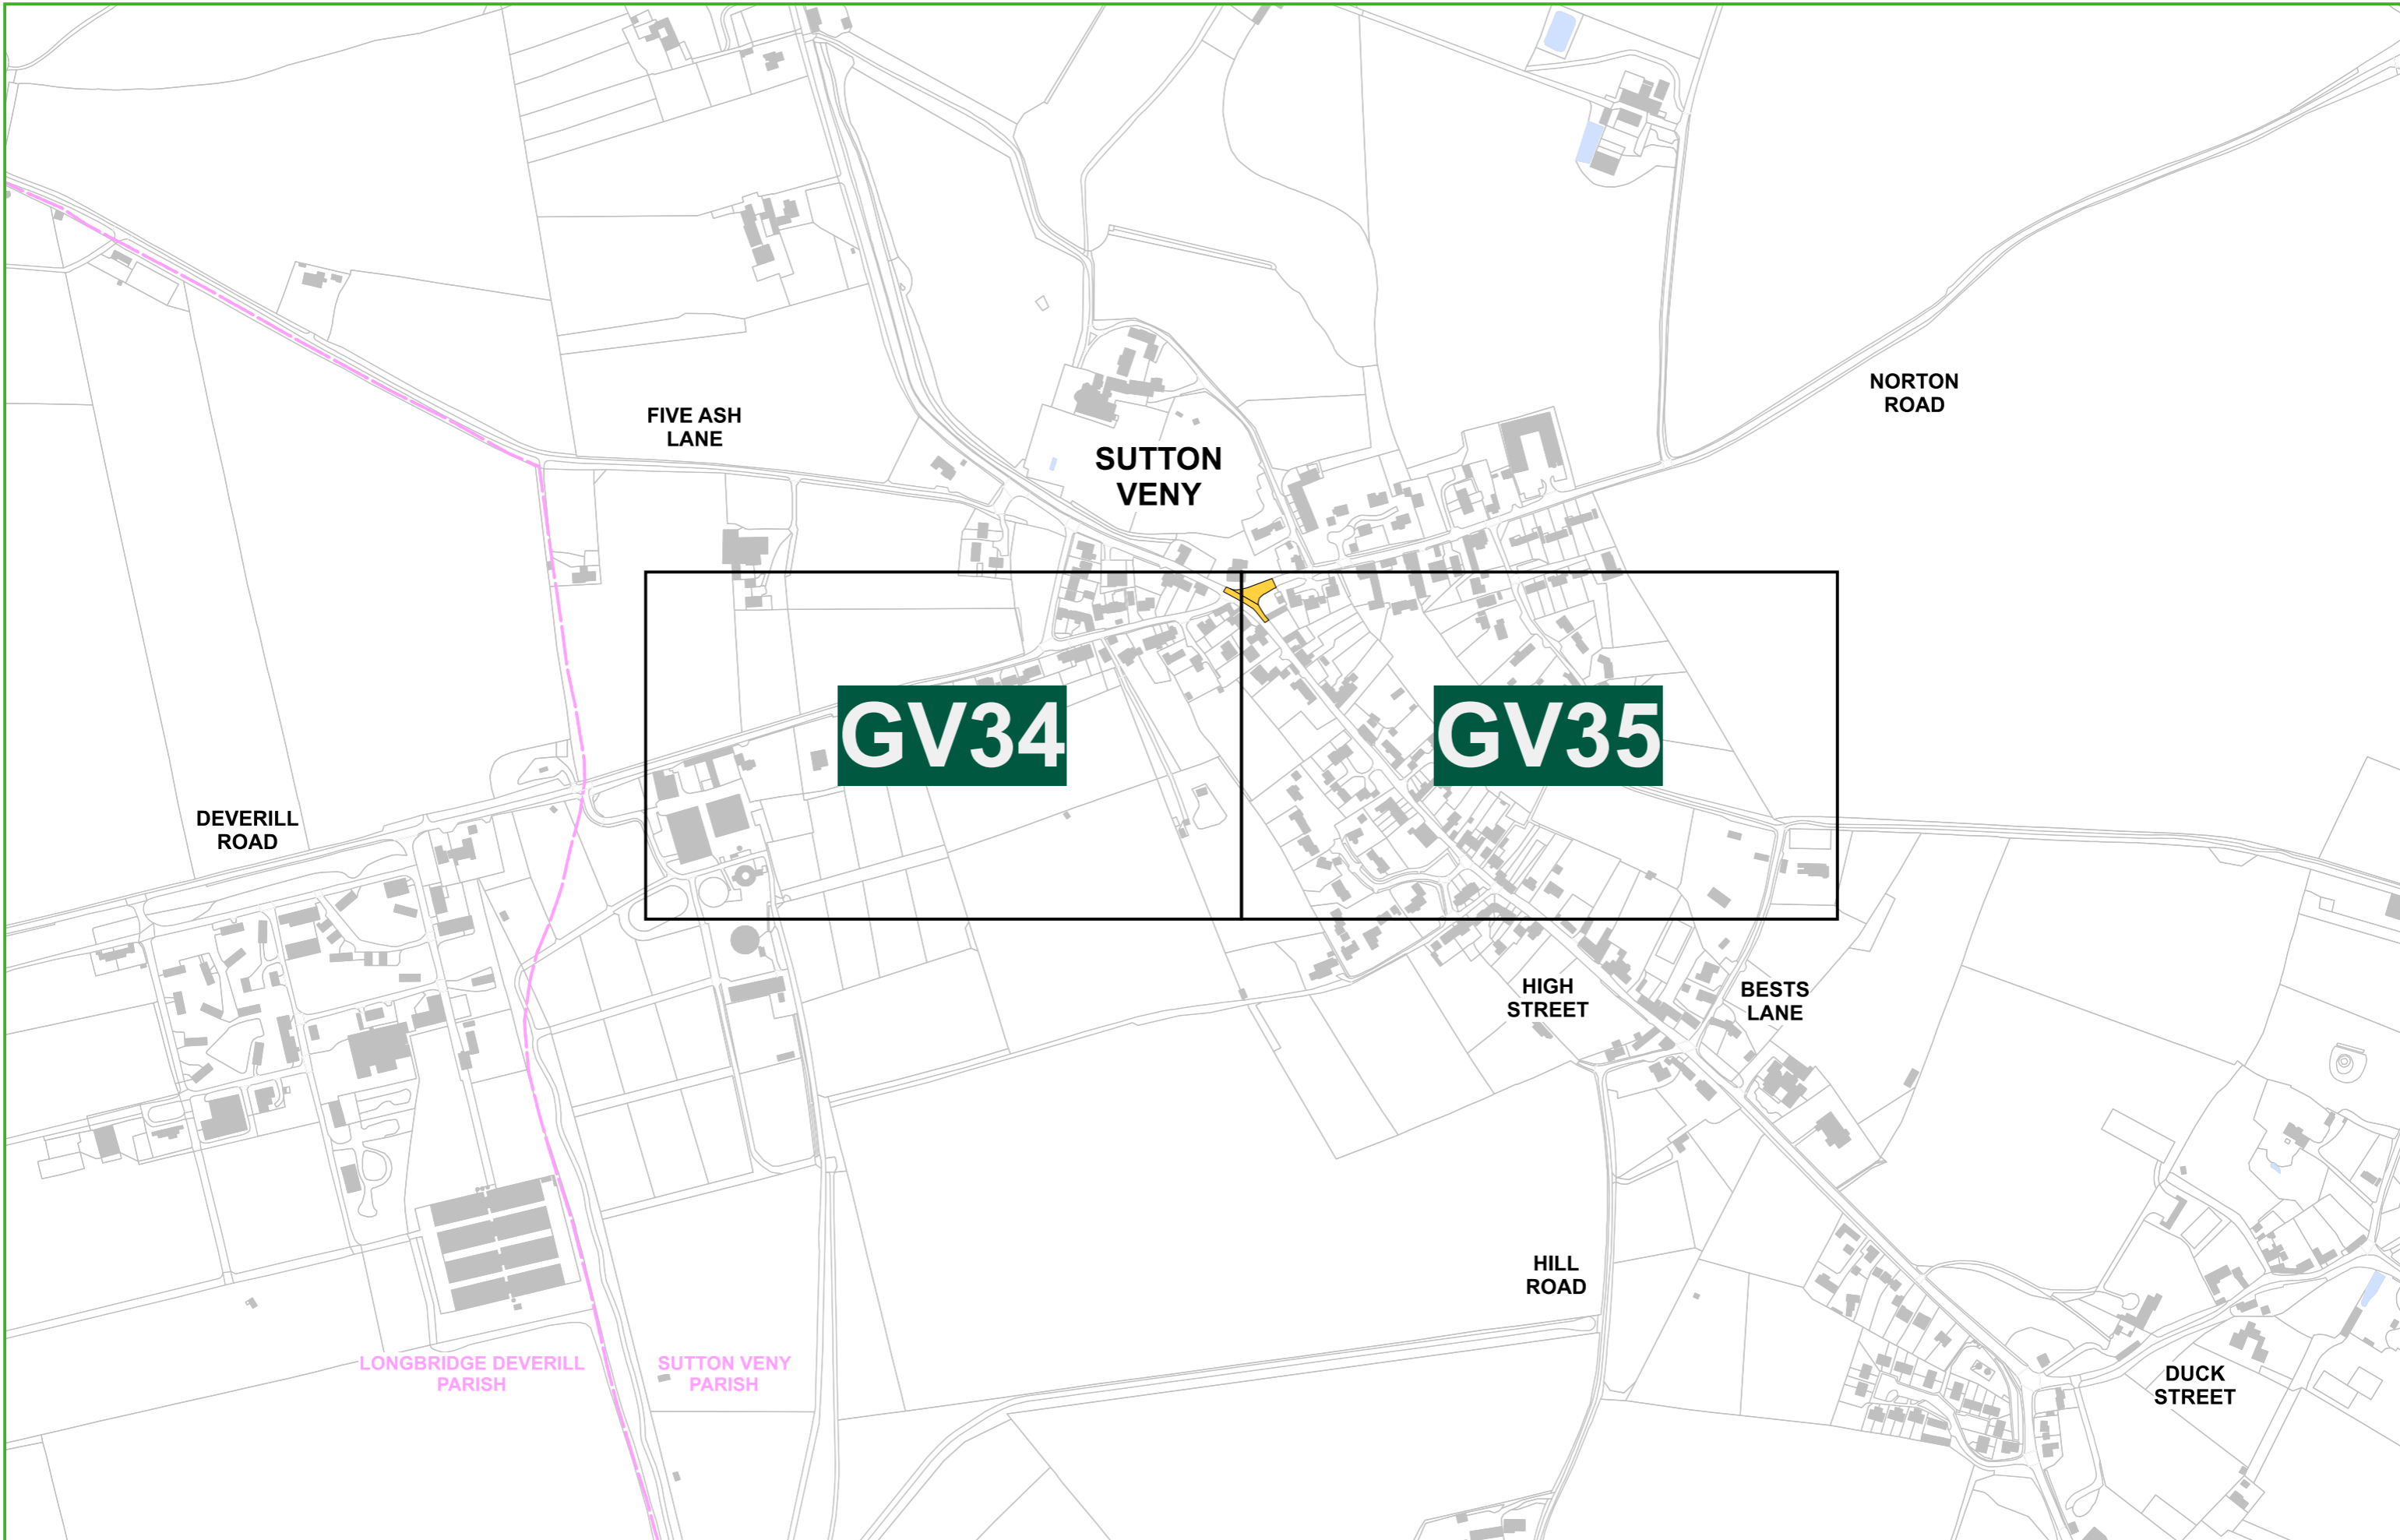 NORTON
ROAD
FIVE ASH
LANE
SUTTON
VENY
GV34
GV35
DEVERILL
ROAD
HIGH
STREET
BESTS
LANE
HILL
ROAD
LONGBRIDGE DEVERILL
PARISH
SUTTON VENY
PARISH
DUCK
STREET